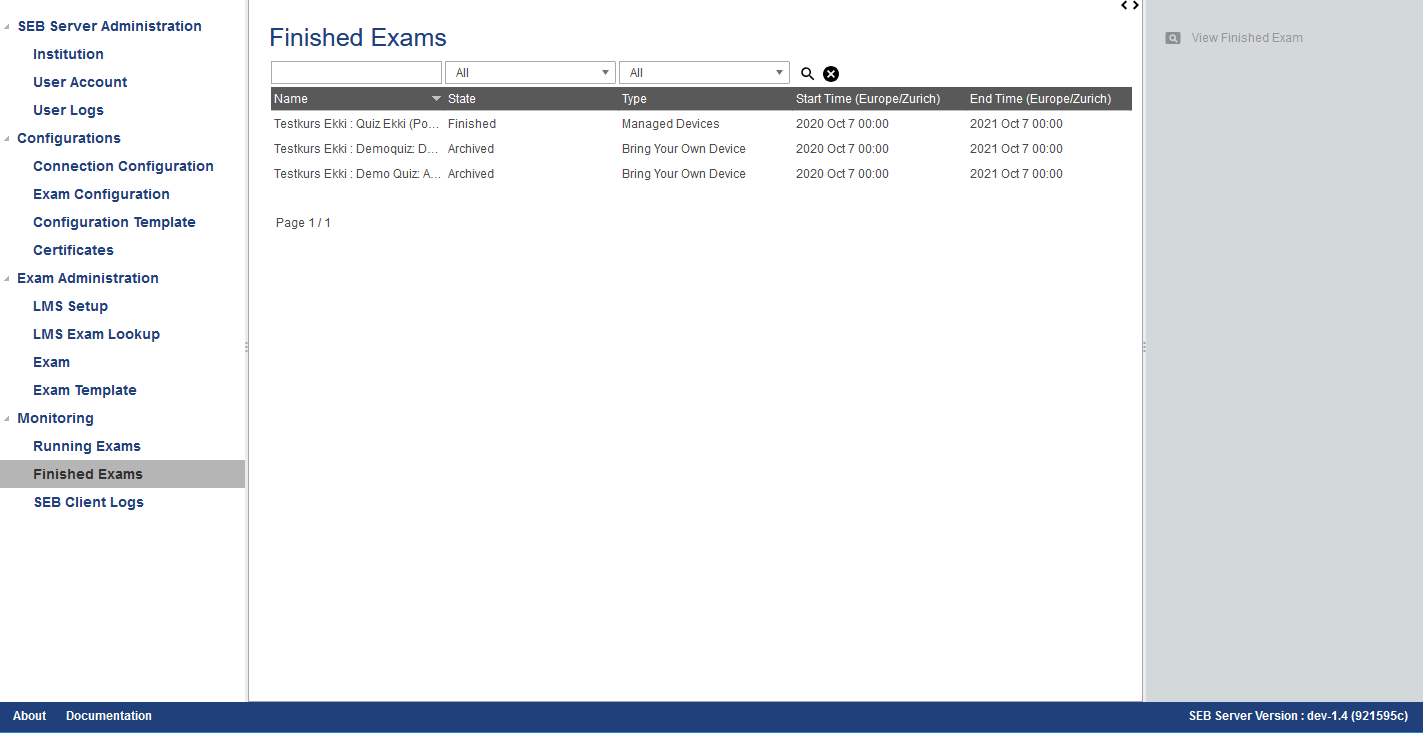 SEB Server Administration
Institution
User Account
User Logs
Configurations
Connection Configuration
Exam Configuration
Configuration Template
Certificates
Exam Administration
LMS Setup
LMS Exam Lookup
Exam
Exam Template
Monitoring
Running Exams
Finished Exams
SEB Client Logs
Finished Exams
All All
Name State Type Start Time (Europe/Zurich) End Time (Europe/Zurich)
Testkurs Ekki : Quiz Ekki (Po... Finished Managed Devices 2020 Oct 7 00:00 2021 Oct 7 00:00
Testkurs Ekki : Demoquiz: D... Archived Bring Your Own Device 2020 Oct 7 00:00 2021 Oct 7 00:00
Testkurs Ekki : Demo Quiz: A... Archived Bring Your Own Device 2020 Oct 7 00:00 2021 Oct 7 00:00
Page 1 / 1
View Finished Exam
About Documentation SEB Server Version : dev-1.4 (921595c)